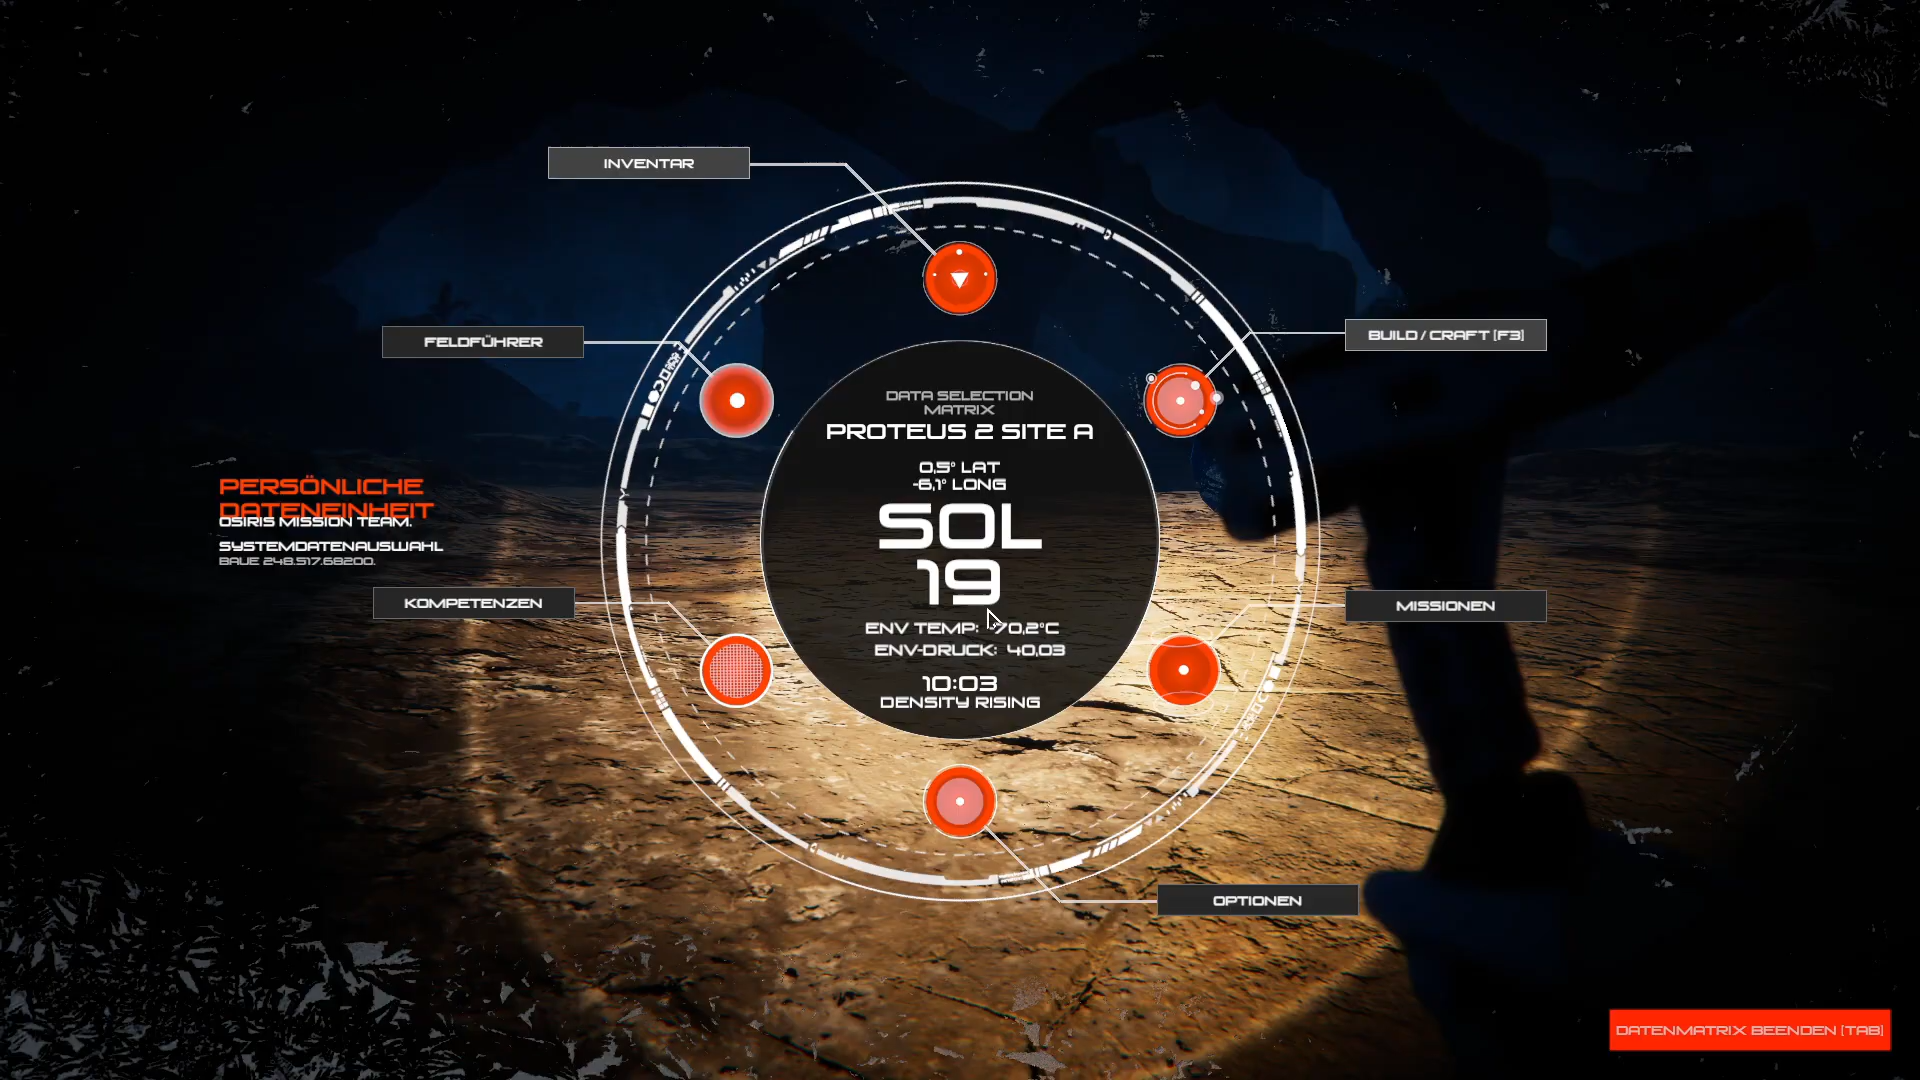 INVENTAR
FELDFÜHRER
BUILD / CRAFT [F3]
DATA SELECTION
MATRIX
PROTEUS 2 SITE A
0,5° LAT
-6,1° LONG
SOL
19
PERSÖNLICHE
DATENEINHEIT
OSIRIS MISSION TEAM.
SYSTEMDATENAUSWAHL
BAUE 248.517.68200.
KOMPETENZEN
MISSIONEN
ENV TEMP: -70,2°C
ENV-DRUCK: 40,03
10:03
DENSITY RISING
OPTIONEN
DATENMATRIX BEENDEN [TAB]